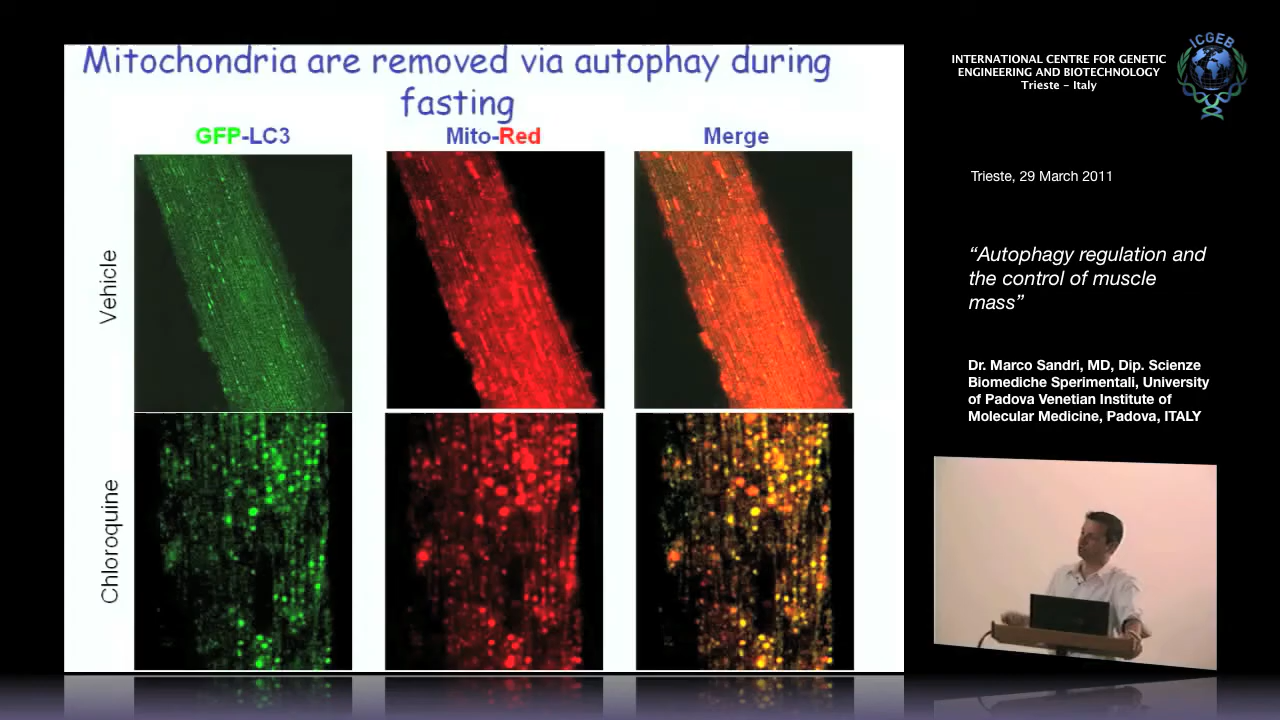 Mitochondria are removed via autophay during
fasting
GFP-LC3
Mito-Red
Merge
Vehicle
Chloroquine
INTERNATIONAL CENTRE FOR GENETIC
ENGINEERING AND BIOTECHNOLOGY
Trieste - Italy
ICGEB
Trieste, 29 March 2011
“Autophagy regulation and
the control of muscle
mass”
Dr. Marco Sandri, MD, Dip. Scienze
Biomediche Sperimentali, University
of Padova Venetian Institute of
Molecular Medicine, Padova, ITALY